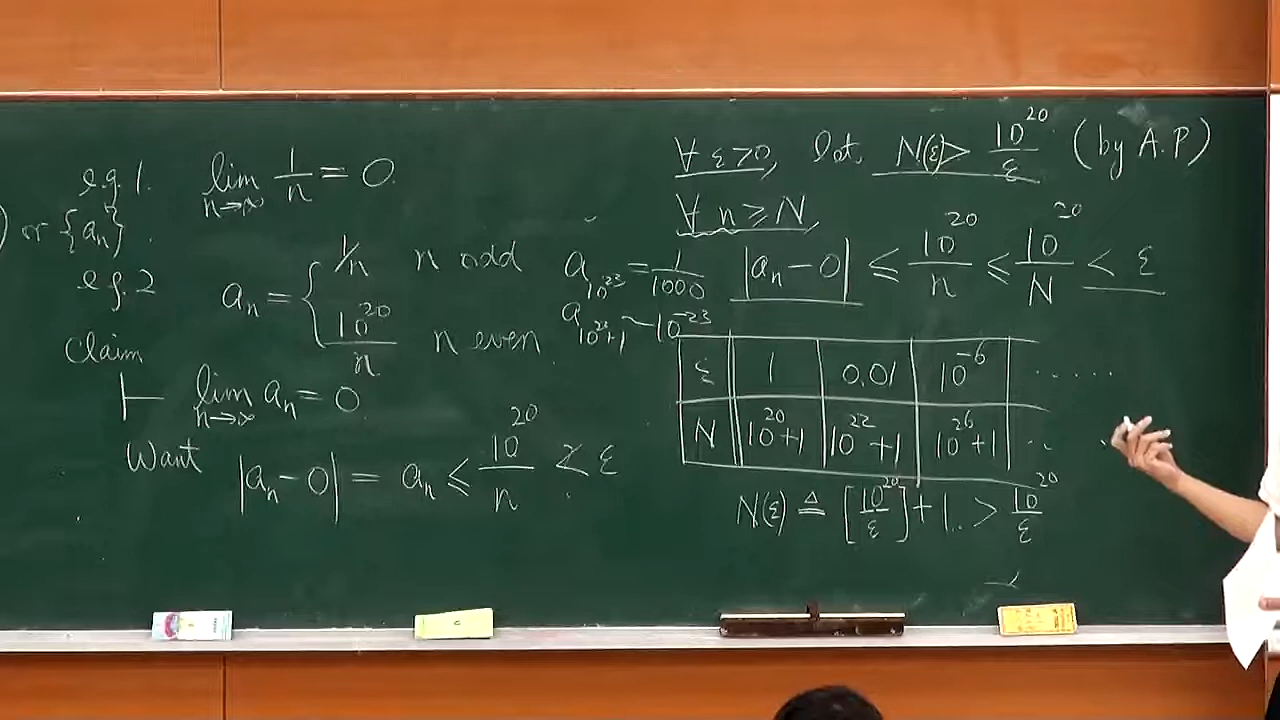 e.g.1. lim_{n→∞} 1/n = 0.
) or {a_n}.
e.g.2 a_n = { 1/n n odd a_{10^{23}} = 1/1000
10^{20}/n n even. a_{10^{23}+1} ~ 10^{-23}
Claim
⊢ lim_{n→∞} a_n = 0.
Want |a_n - 0| = a_n ≤ 10^{20}/n < ε
∀ ε>0, let, N(ε) > 10^{20}/ε (by A.P)
∀ n ≥ N,
|a_n - 0| ≤ 10^{20}/n ≤ 10^{20}/N < ε
ε | 1 | 0.01 | 10^{-6} ......
N | 10^{20}+1 | 10^{22}+1 | 10^{26}+1 ..
N(ε) ≜ [10^{20}/ε] + 1.. > 10^{20}/ε